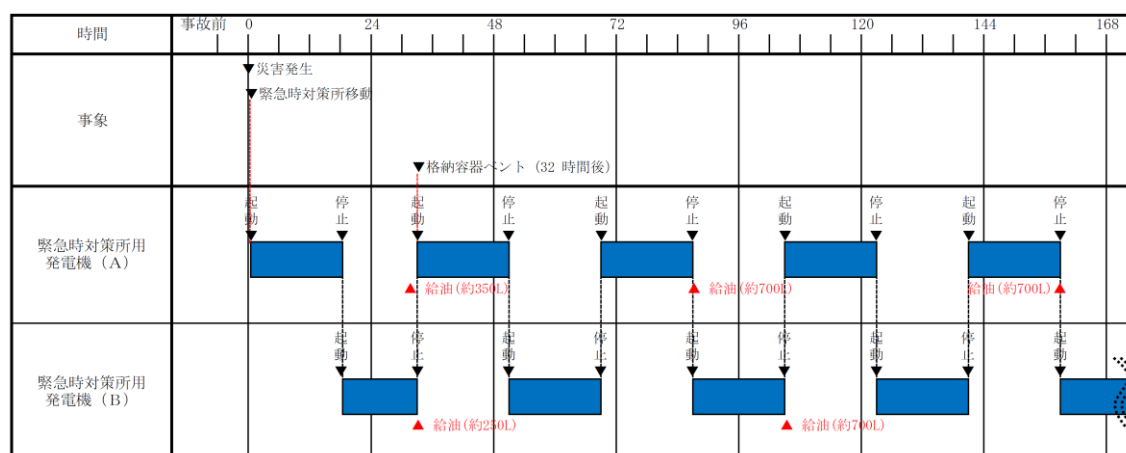 時間
事故前 0 24 48 72 96 120 144 168
事象
▼災害発生
▼緊急時対策所移動
▼格納容器ベント (32 時間後)
緊急時対策所用
発電機（A）
起動 停止 起動 停止 起動 停止 起動 停止 起動 停止
▲ 給油(約350L) ▲ 給油(約700L) 給油(約700L) ▲
緊急時対策所用
発電機（B）
起動 停止 起動 停止 起動 停止 起動 停止 起動
▲ 給油(約250L) ▲ 給油(約700L)